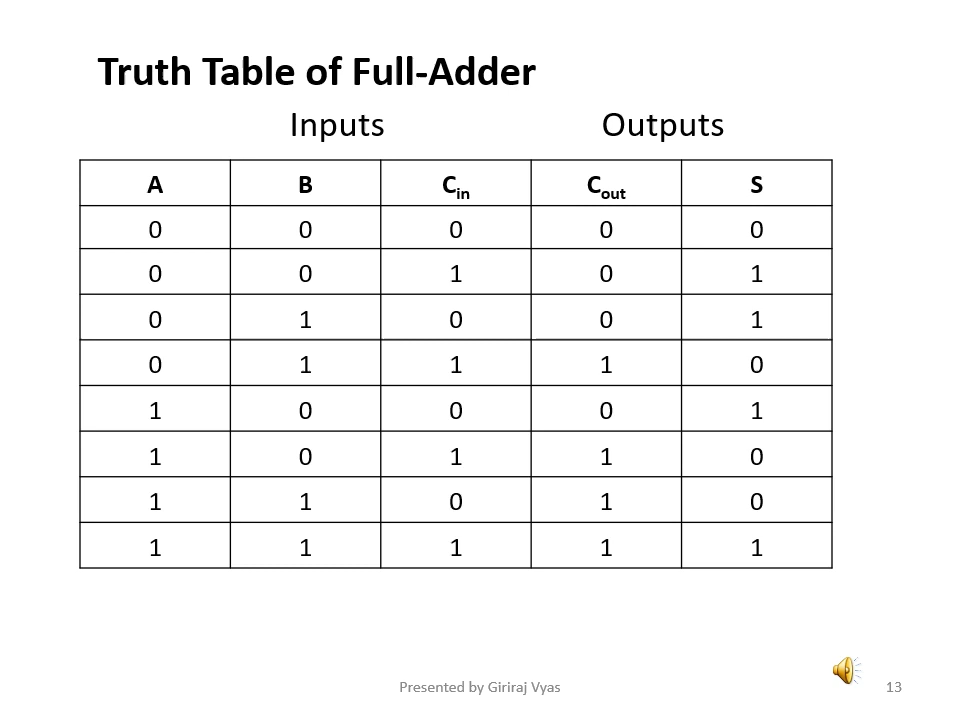 Truth Table of Full-Adder
Inputs Outputs
A B Cin Cout S
0 0 0 0 0
0 0 1 0 1
0 1 0 0 1
0 1 1 1 0
1 0 0 0 1
1 0 1 1 0
1 1 0 1 0
1 1 1 1 1
Presented by Giriraj Vyas 13